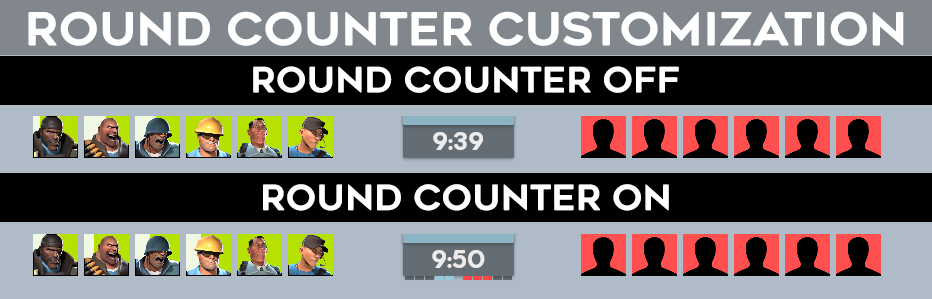 ROUND COUNTER CUSTOMIZATION
ROUND COUNTER OFF
9:39
ROUND COUNTER ON
9:50